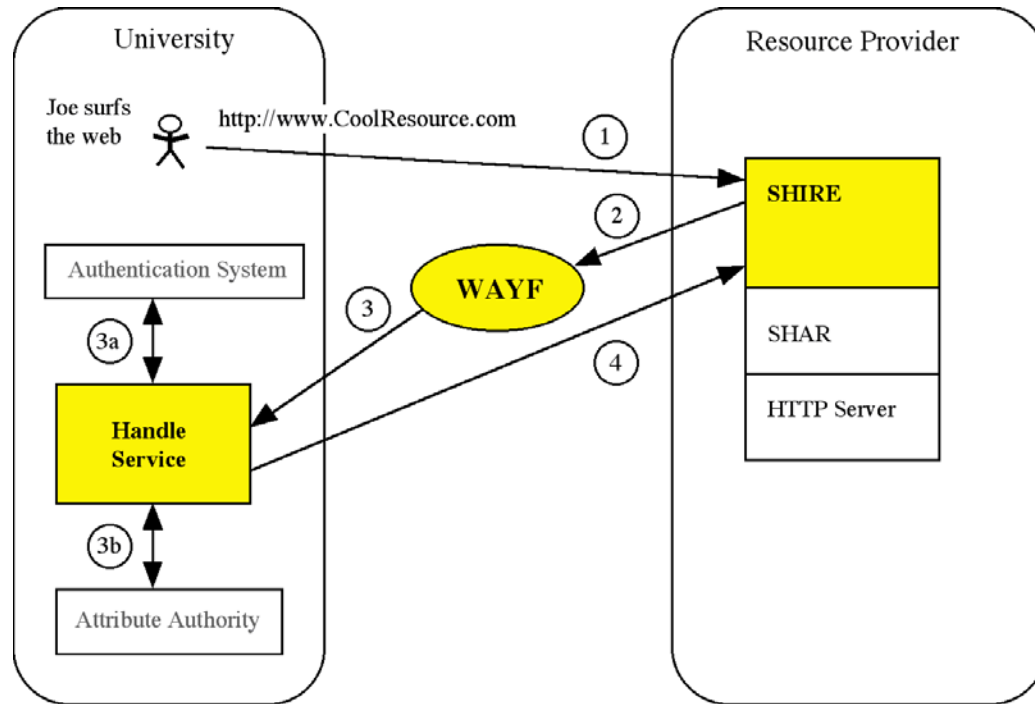 University
Resource Provider
Joe surfs
the web
http://www.CoolResource.com
1
SHIRE
2
Authentication System
WAYF
3
3a
4
SHAR
HTTP Server
Handle
Service
3b
Attribute Authority